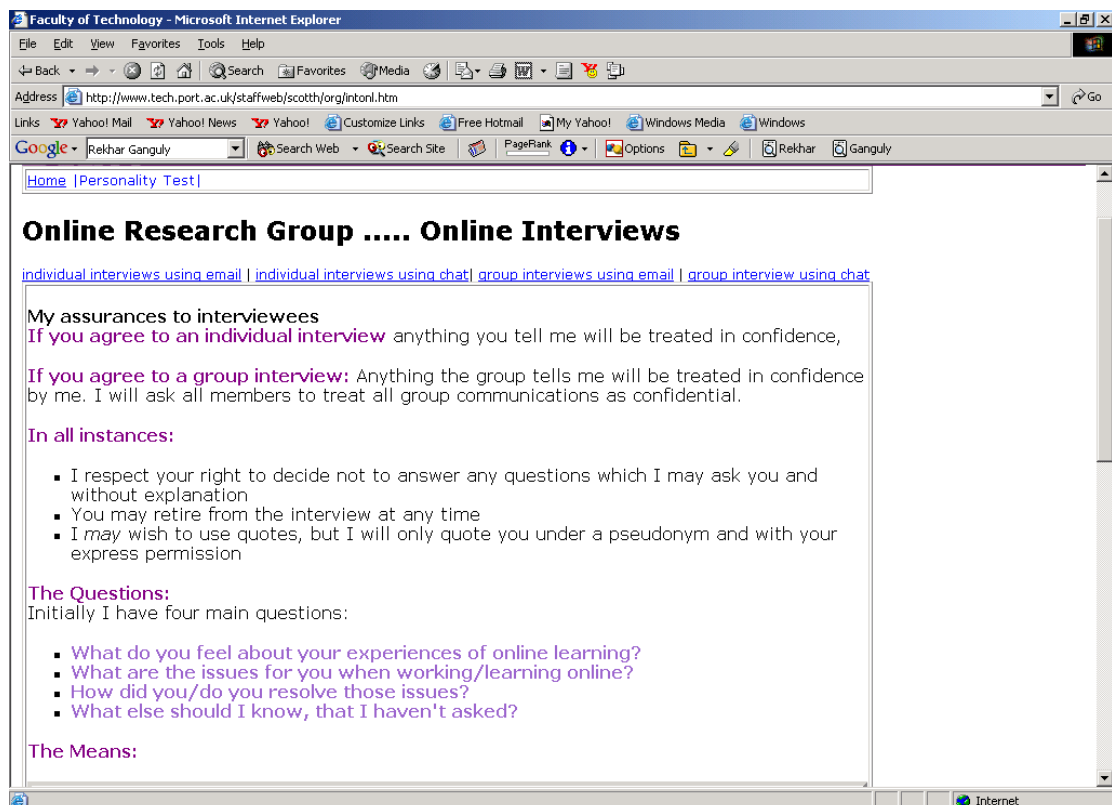 Faculty of Technology - Microsoft Internet Explorer
File Edit View Favorites Tools Help
Back Search Favorites Media
Address http://www.tech.port.ac.uk/staffweb/scotth/org/intonl.htm Go
Links Yahoo! Mail Yahoo! News Yahoo! Customize Links Free Hotmail My Yahoo! Windows Media Windows
Google Rekhar Ganguly Search Web Search Site PageRank Options Rekhar Ganguly
Home |Personality Test|
Online Research Group ..... Online Interviews
individual interviews using email | individual interviews using chat| group interviews using email | group interview using chat
My assurances to interviewees
If you agree to an individual interview anything you tell me will be treated in confidence,
If you agree to a group interview: Anything the group tells me will be treated in confidence
by me. I will ask all members to treat all group communications as confidential.
In all instances:
I respect your right to decide not to answer any questions which I may ask you and
without explanation
You may retire from the interview at any time
I may wish to use quotes, but I will only quote you under a pseudonym and with your
express permission
The Questions:
Initially I have four main questions:
What do you feel about your experiences of online learning?
What are the issues for you when working/learning online?
How did you/do you resolve those issues?
What else should I know, that I haven't asked?
The Means:
Internet